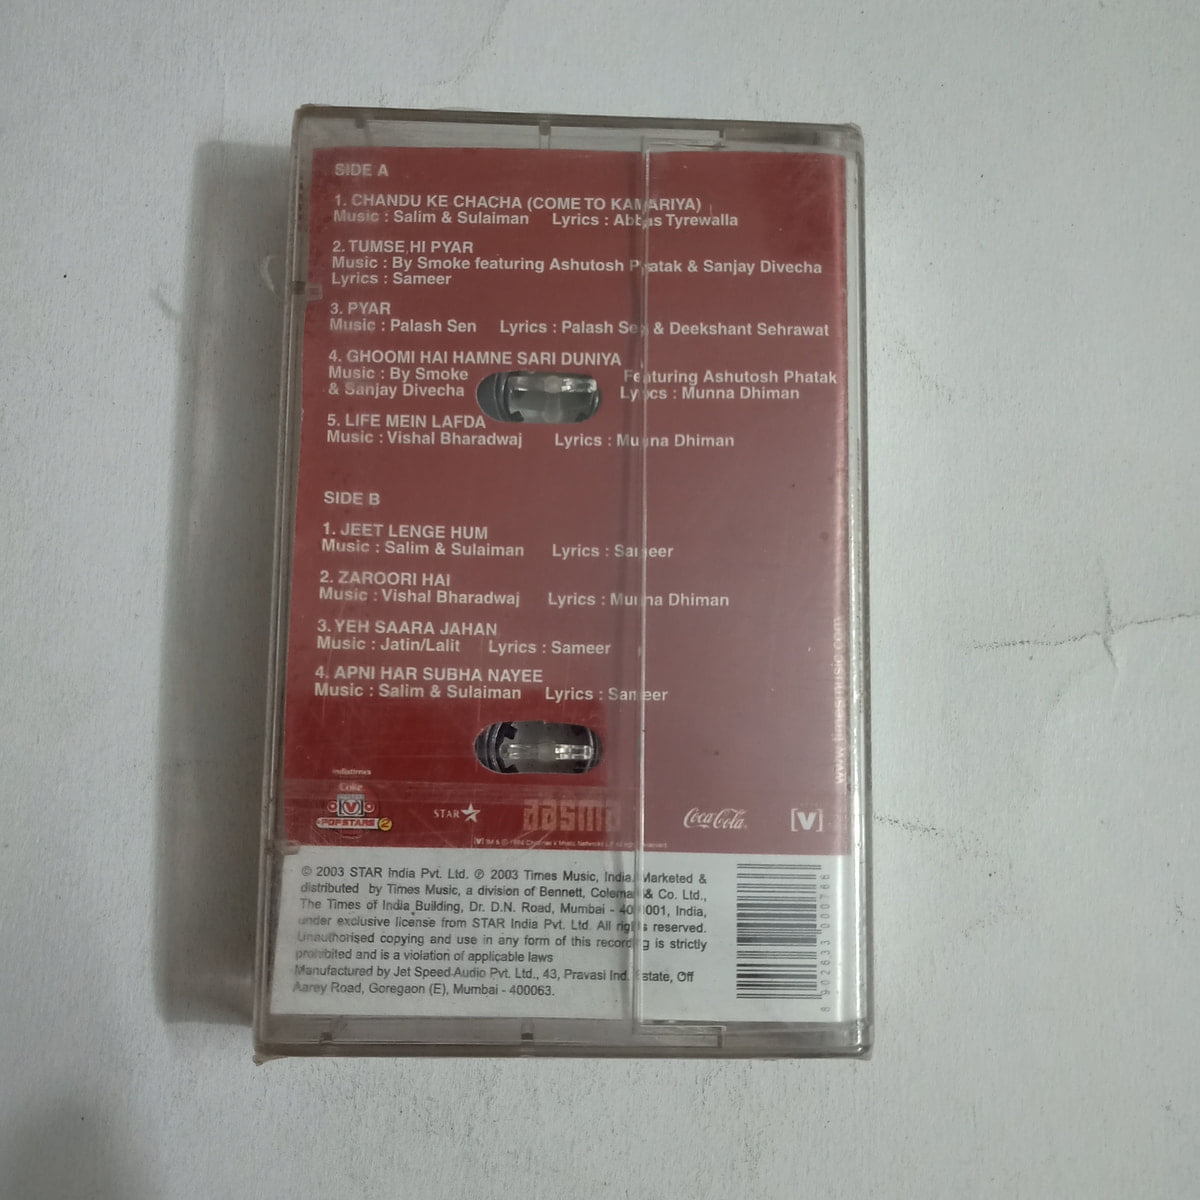 SIDE A
1. CHANDU KE CHACHA (COME TO KAMARIYA)
Music : Salim & Sulaiman Lyrics : Abbas Tyrewalla
2. TUMSE HI PYAR
Music : By Smoke featuring Ashutosh Phatak & Sanjay Divecha
Lyrics : Sameer
3. PYAR
Music : Palash Sen Lyrics : Palash Sen & Deekshant Sehrawat
4. GHOOMI HAI HAMNE SARI DUNIYA
Music : By Smoke Featuring Ashutosh Phatak
& Sanjay Divecha Lyrics : Munna Dhiman
5. LIFE MEIN LAFDA
Music : Vishal Bharadwaj Lyrics : Munna Dhiman
SIDE B
1. JEET LENGE HUM
Music : Salim & Sulaiman Lyrics : Sameer
2. ZAROORI HAI
Music : Vishal Bharadwaj Lyrics : Munna Dhiman
3. YEH SAARA JAHAN
Music : Jatin/Lalit Lyrics : Sameer
4. APNI HAR SUBHA NAYEE
Music : Salim & Sulaiman Lyrics : Sameer
www.timesmusic.com
indiatimes
Coke
[V]
POPSTARS 2
STAR
aasma
Coca-Cola
[V]
© 2003 STAR India Pvt. Ltd. ℗ 2003 Times Music, India. Marketed &
distributed by Times Music, a division of Bennett, Coleman & Co. Ltd.,
The Times of India Building, Dr. D.N. Road, Mumbai - 400001, India,
under exclusive license from STAR India Pvt. Ltd. All rights reserved.
Unauthorised copying and use in any form of this recording is strictly
prohibited and is a violation of applicable laws
Manufactured by Jet Speed Audio Pvt. Ltd., 43, Pravasi Ind. Estate, Off
Aarey Road, Goregaon (E), Mumbai - 400063.
8 902633 000766